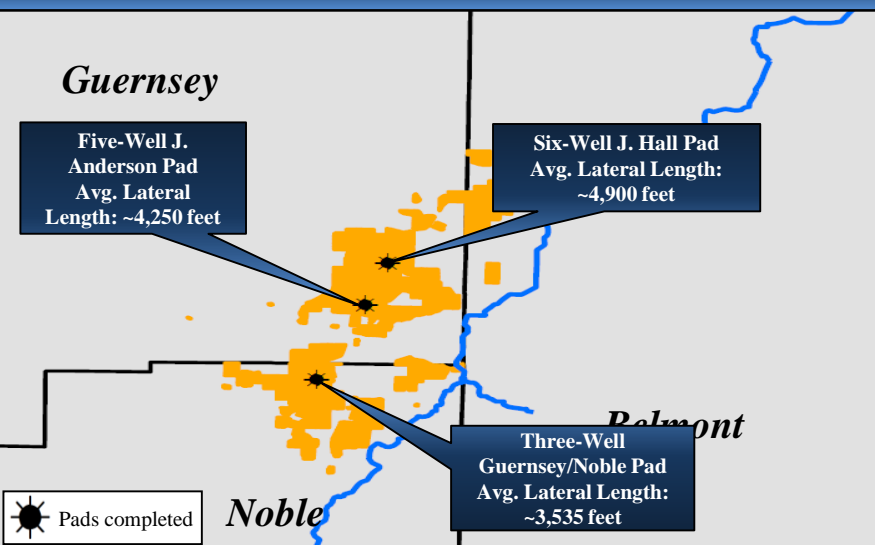 Guernsey
Five-Well J.
Anderson Pad
Avg. Lateral
Length: ~4,250 feet
Six-Well J. Hall Pad
Avg. Lateral Length:
~4,900 feet
Belmont
Three-Well
Guernsey/Noble Pad
Avg. Lateral Length:
~3,535 feet
Pads completed
Noble